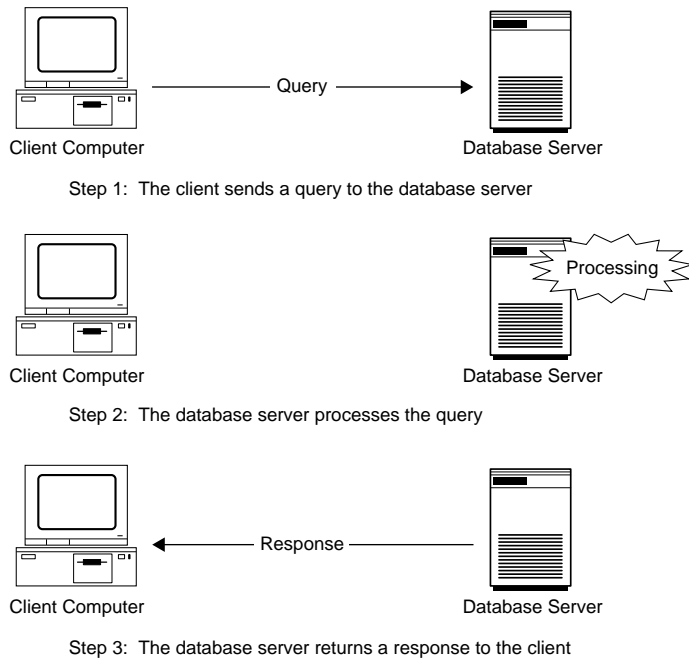 Query
Client Computer
Database Server
Step 1: The client sends a query to the database server
Processing
Client Computer
Database Server
Step 2: The database server processes the query
Response
Client Computer
Database Server
Step 3: The database server returns a response to the client